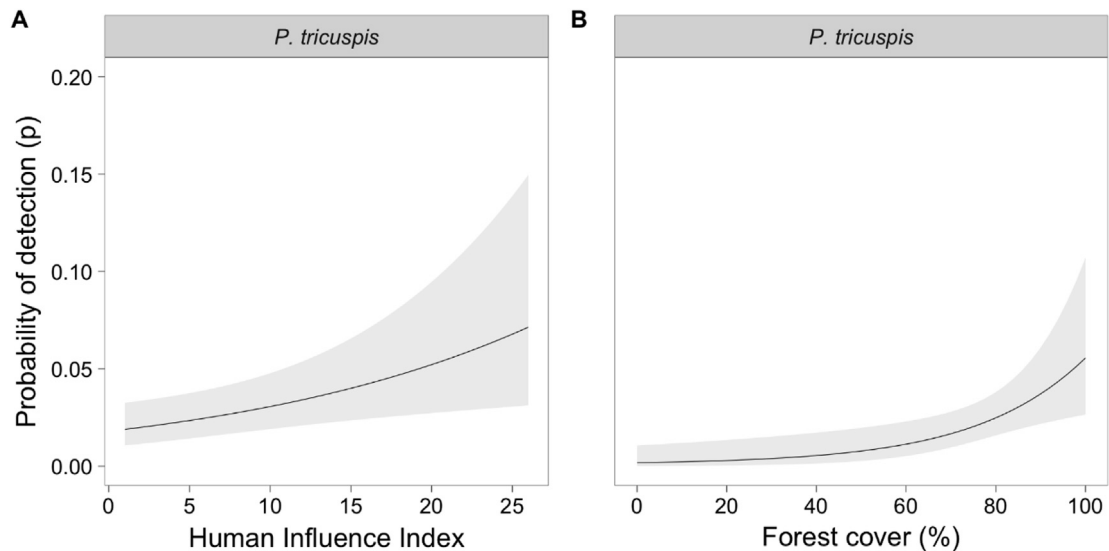 A
P. tricuspis
B
P. tricuspis
Probability of detection (p)
0.20
0.15
0.10
0.05
0.00
0 5 10 15 20 25
Human Influence Index
0 20 40 60 80 100
Forest cover (%)